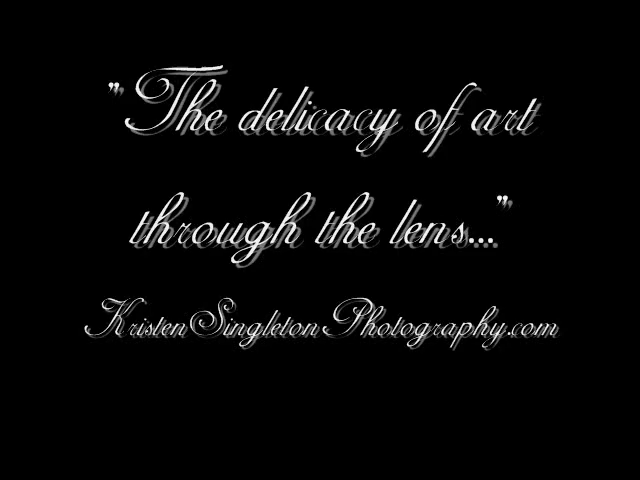 "The delicacy of art
through the lens..."
KristenSingletonPhotography.com